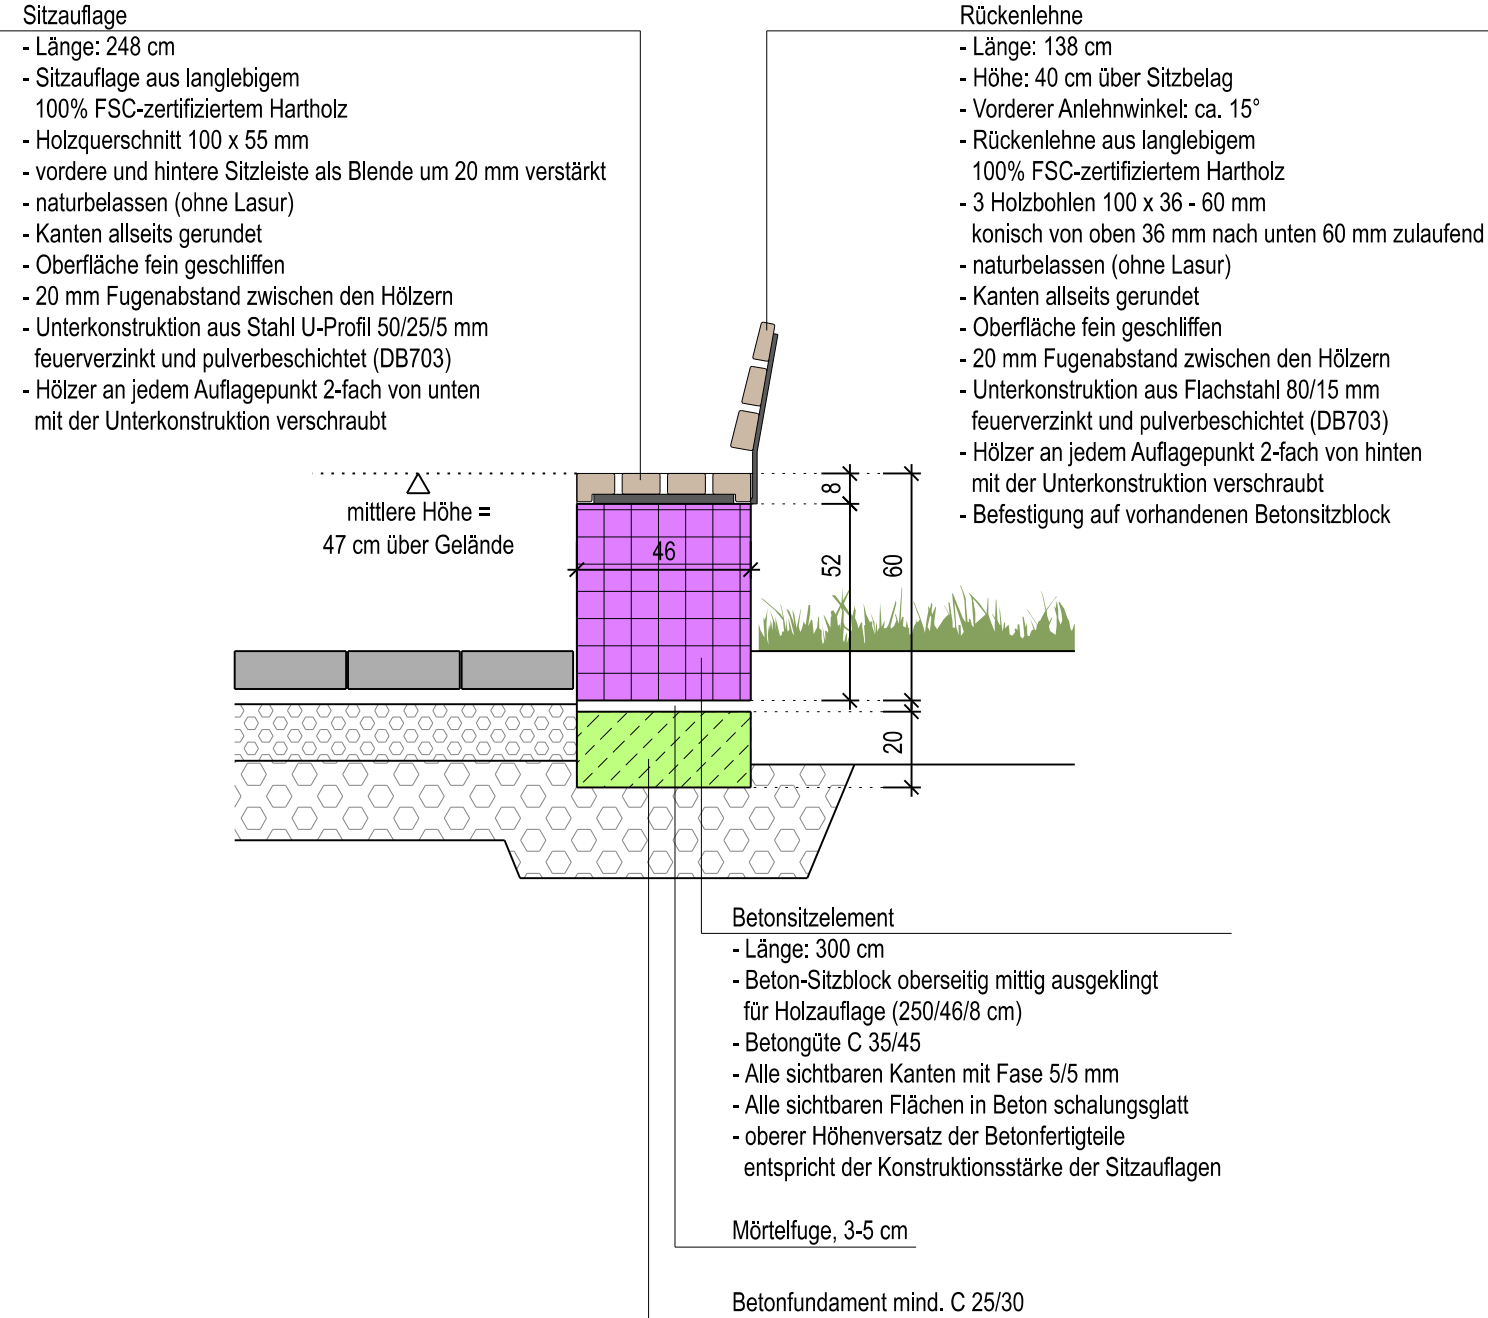 Sitzauflage
- Länge: 248 cm
- Sitzauflage aus langlebigem
100% FSC-zertifiziertem Hartholz
- Holzquerschnitt 100 x 55 mm
- vordere und hintere Sitzleiste als Blende um 20 mm verstärkt
- naturbelassen (ohne Lasur)
- Kanten allseits gerundet
- Oberfläche fein geschliffen
- 20 mm Fugenabstand zwischen den Hölzern
- Unterkonstruktion aus Stahl U-Profil 50/25/5 mm
feuerverzinkt und pulverbeschichtet (DB703)
- Hölzer an jedem Auflagepunkt 2-fach von unten
mit der Unterkonstruktion verschraubt
Rückenlehne
- Länge: 138 cm
- Höhe: 40 cm über Sitzbelag
- Vorderer Anlehnwinkel: ca. 15°
- Rückenlehne aus langlebigem
100% FSC-zertifiziertem Hartholz
- 3 Holzbohlen 100 x 36 - 60 mm
konisch von oben 36 mm nach unten 60 mm zulaufend
- naturbelassen (ohne Lasur)
- Kanten allseits gerundet
- Oberfläche fein geschliffen
- 20 mm Fugenabstand zwischen den Hölzern
- Unterkonstruktion aus Flachstahl 80/15 mm
feuerverzinkt und pulverbeschichtet (DB703)
- Hölzer an jedem Auflagepunkt 2-fach von hinten
mit der Unterkonstruktion verschraubt
- Befestigung auf vorhandenen Betonsitzblock
mittlere Höhe =
47 cm über Gelände
46
8
52
60
20
Betonsitzelement
- Länge: 300 cm
- Beton-Sitzblock oberseitig mittig ausgeklingt
für Holzauflage (250/46/8 cm)
- Betongüte C 35/45
- Alle sichtbaren Kanten mit Fase 5/5 mm
- Alle sichtbaren Flächen in Beton schalungsglatt
- oberer Höhenversatz der Betonfertigteile
entspricht der Konstruktionsstärke der Sitzauflagen
Mörtelfuge, 3-5 cm
Betonfundament mind. C 25/30